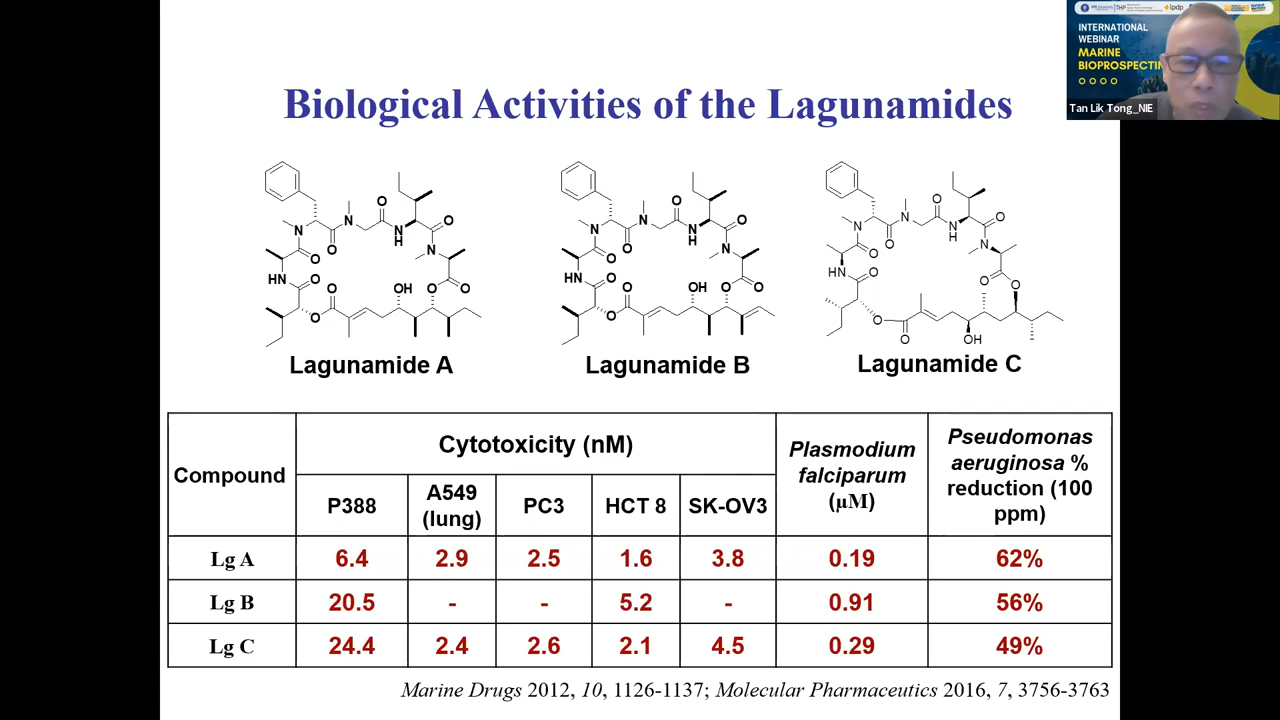 INTERNATIONAL
WEBINAR
MARINE
Tan Lik Tong_NIE
Biological Activities of the Lagunamides
Lagunamide A
Lagunamide B
Lagunamide C
Compound
Cytotoxicity (nM)
Plasmodium
falciparum
(μM)
Pseudomonas
aeruginosa %
reduction (100
ppm)
P388
A549
(lung)
PC3
HCT 8
SK-OV3
Lg A 6.4 2.9 2.5 1.6 3.8 0.19 62%
Lg B 20.5 - - 5.2 - 0.91 56%
Lg C 24.4 2.4 2.6 2.1 4.5 0.29 49%
Marine Drugs 2012, 10, 1126-1137; Molecular Pharmaceutics 2016, 7, 3756-3763